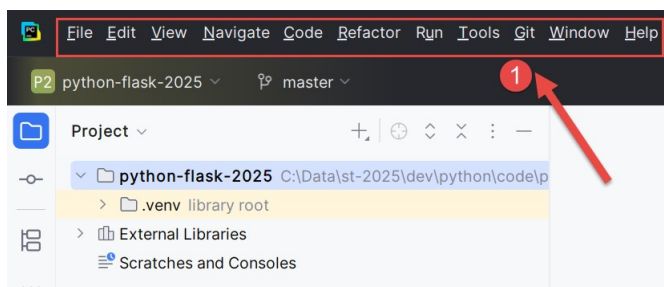 PC
File Edit View Navigate Code Refactor Run Tools Git Window Help
P2 python-flask-2025 master
1
Project
python-flask-2025 C:\Data\st-2025\dev\python\code\p
.venv library root
External Libraries
Scratches and Consoles